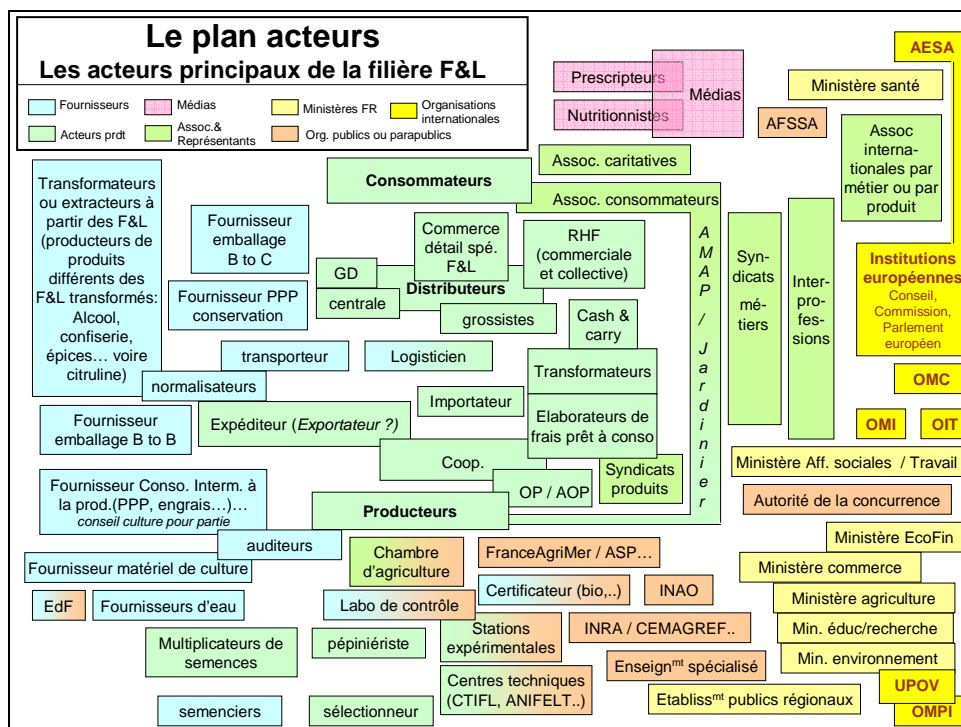 Le plan acteurs
Les acteurs principaux de la filière F&L
Fournisseurs
Médias
Ministères FR
Organisations
internationales
Acteurs prdt
Assoc.&
Représentants
Org. publics ou parapublics
Prescripteurs
Nutritionnistes
Médias
AESA
Ministère santé
AFSSA
Assoc
interna-
tionales par
métier ou par
produit
Assoc. caritatives
Consommateurs
Assoc. consommateurs
Transformateurs
ou extracteurs à
partir des F&L
(producteurs de
produits
différents des
F&L transformés:
Alcool,
confiserie,
épices… voire
citruline)
Fournisseur
emballage
B to C
Commerce
détail spé.
F&L
RHF
(commerciale
et collective)
AMAP / Jardinier
Syn-
dicats
mé-
tiers
Inter-
profes-
sions
Institutions
européennes
Conseil,
Commission,
Parlement
européen
GD
centrale
Distributeurs
grossistes
Fournisseur PPP
conservation
Cash &
carry
transporteur
Logisticien
Transformateurs
normalisateurs
Importateur
OMC
Fournisseur
emballage B to B
Expéditeur (Exportateur ?)
Elaborateurs de
frais prêt à conso
OMI
OIT
Coop.
Syndicats
produits
Ministère Aff. sociales / Travail
Fournisseur Conso. Interm. à
la prod.(PPP, engrais…)…
conseil culture pour partie
OP / AOP
Autorité de la concurrence
Producteurs
auditeurs
Chambre
d'agriculture
FranceAgriMer / ASP…
Ministère EcoFin
Fournisseur matériel de culture
Ministère commerce
EdF
Fournisseurs d'eau
Labo de contrôle
Certificateur (bio,..)
INAO
Ministère agriculture
Multiplicateurs de
semences
pépiniériste
Stations
expérimentales
INRA / CEMAGREF..
Min. éduc/recherche
Enseignmt spécialisé
Min. environnement
Centres techniques
(CTIFL, ANIFELT..)
Etablissmt publics régionaux
UPOV
semenciers
sélectionneur
OMPI